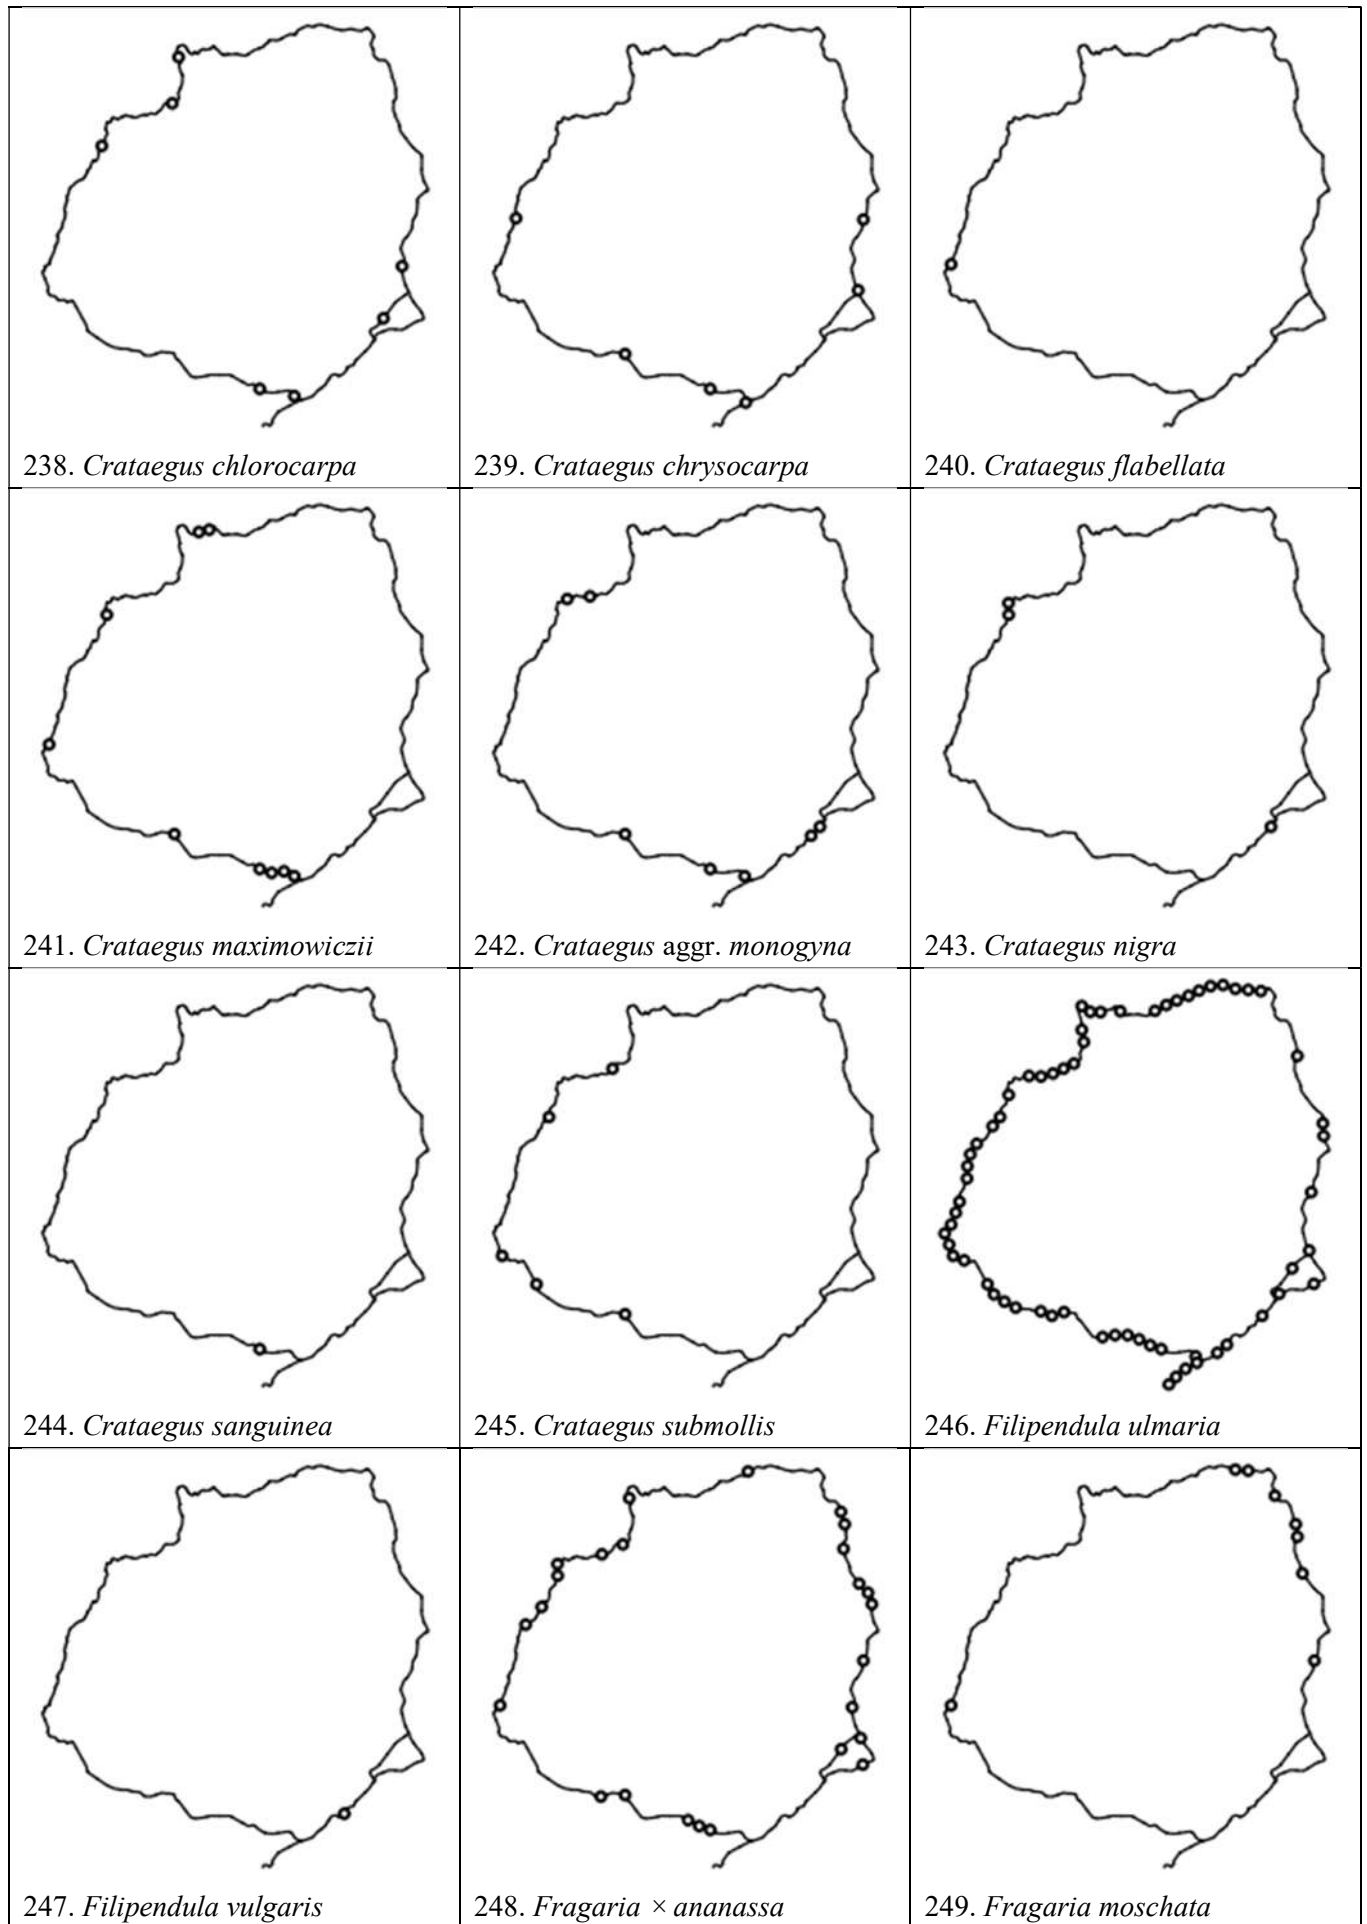 238. Crataegus chlorocarpa
239. Crataegus chrysocarpa
240. Crataegus flabellata
241. Crataegus maximowiczii
242. Crataegus aggr. monogyna
243. Crataegus nigra
244. Crataegus sanguinea
245. Crataegus submollis
246. Filipendula ulmaria
247. Filipendula vulgaris
248. Fragaria × ananassa
249. Fragaria moschata